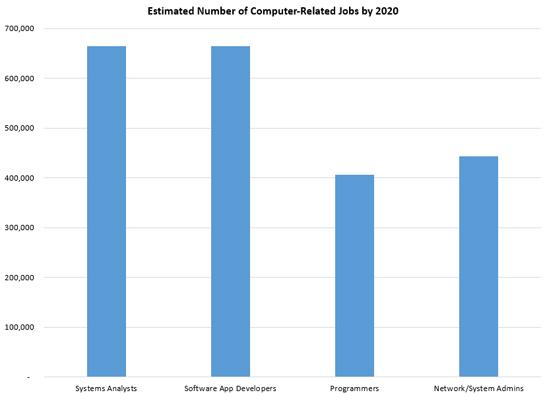 Estimated Number of Computer-Related Jobs by 2020
700,000
600,000
500,000
400,000
300,000
200,000
100,000
-
Systems Analysts
Software App Developers
Programmers
Network/System Admins